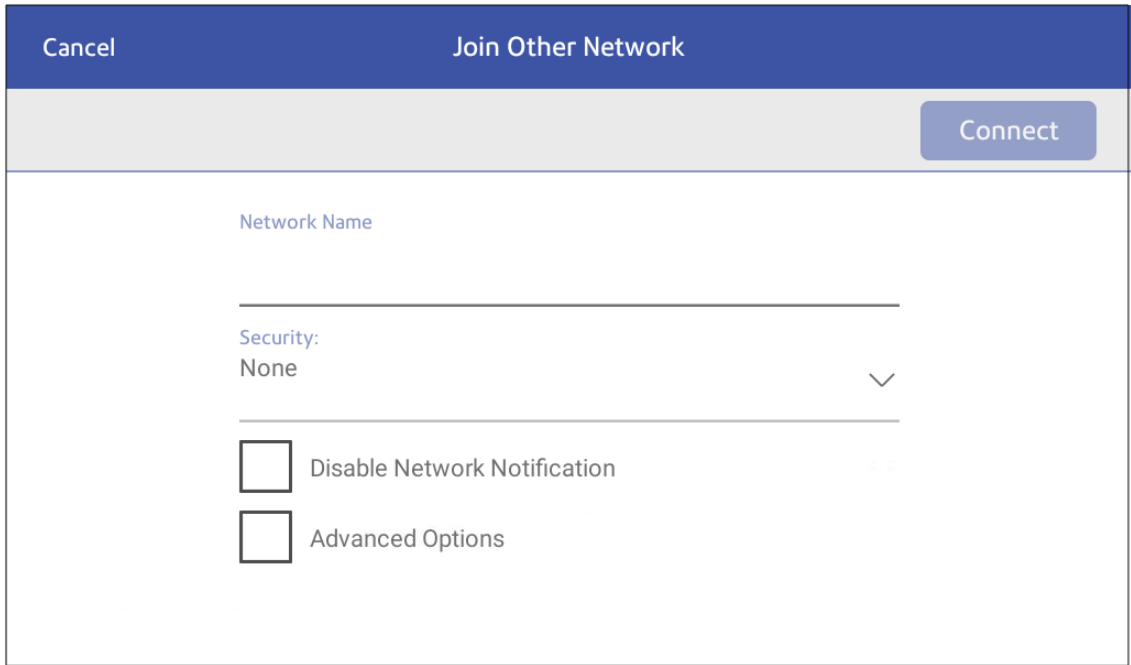 Cancel
Join Other Network
Connect
Network Name
Security:
None
Disable Network Notification
Advanced Options